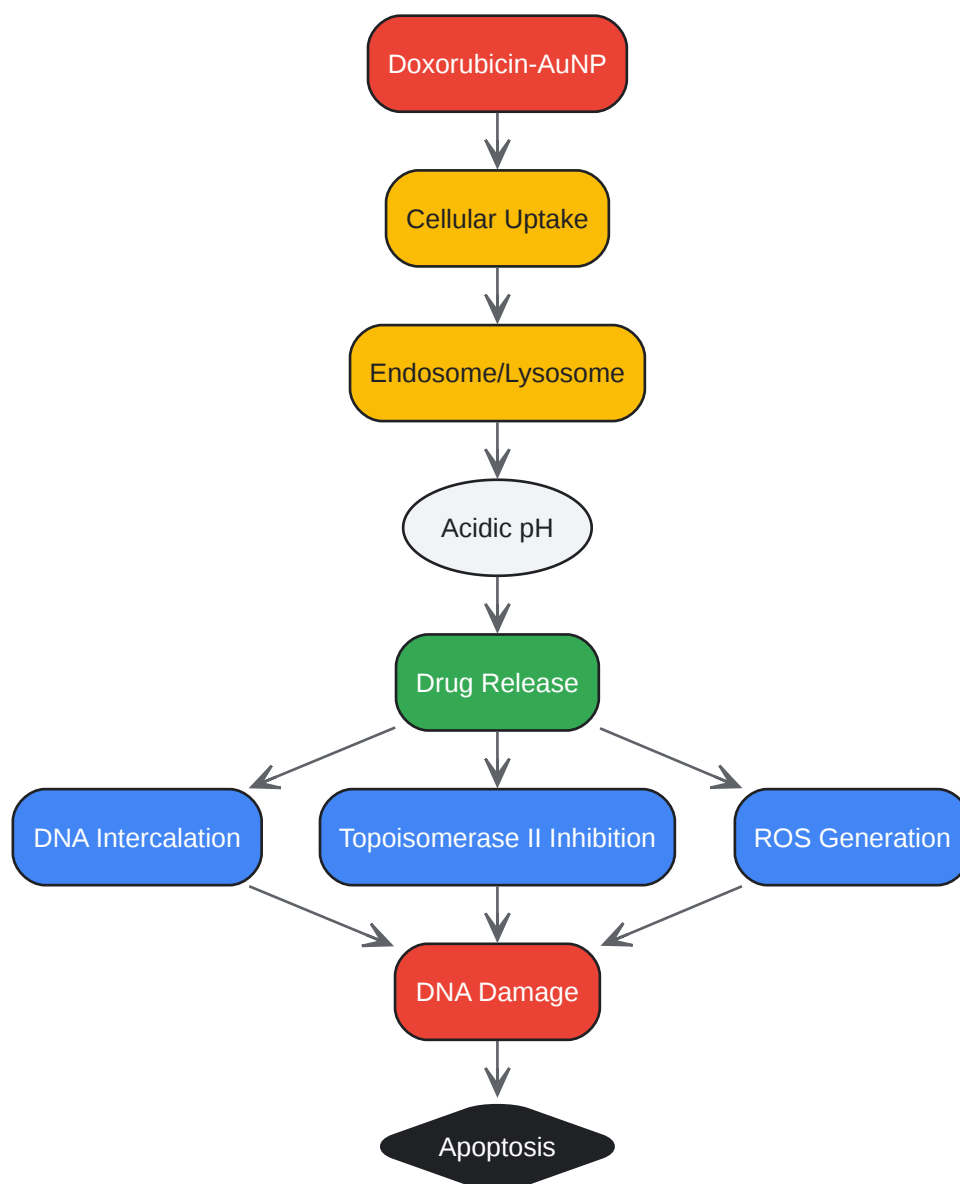 Doxorubicin-AuNP
Cellular Uptake
Endosome/Lysosome
Acidic pH
Drug Release
DNA Intercalation
Topoisomerase II Inhibition
ROS Generation
DNA Damage
Apoptosis